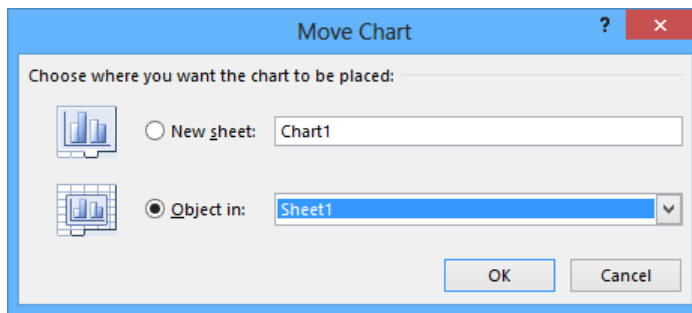 Move Chart
?
Choose where you want the chart to be placed:
New sheet: Chart1
Object in: Sheet1
OK Cancel